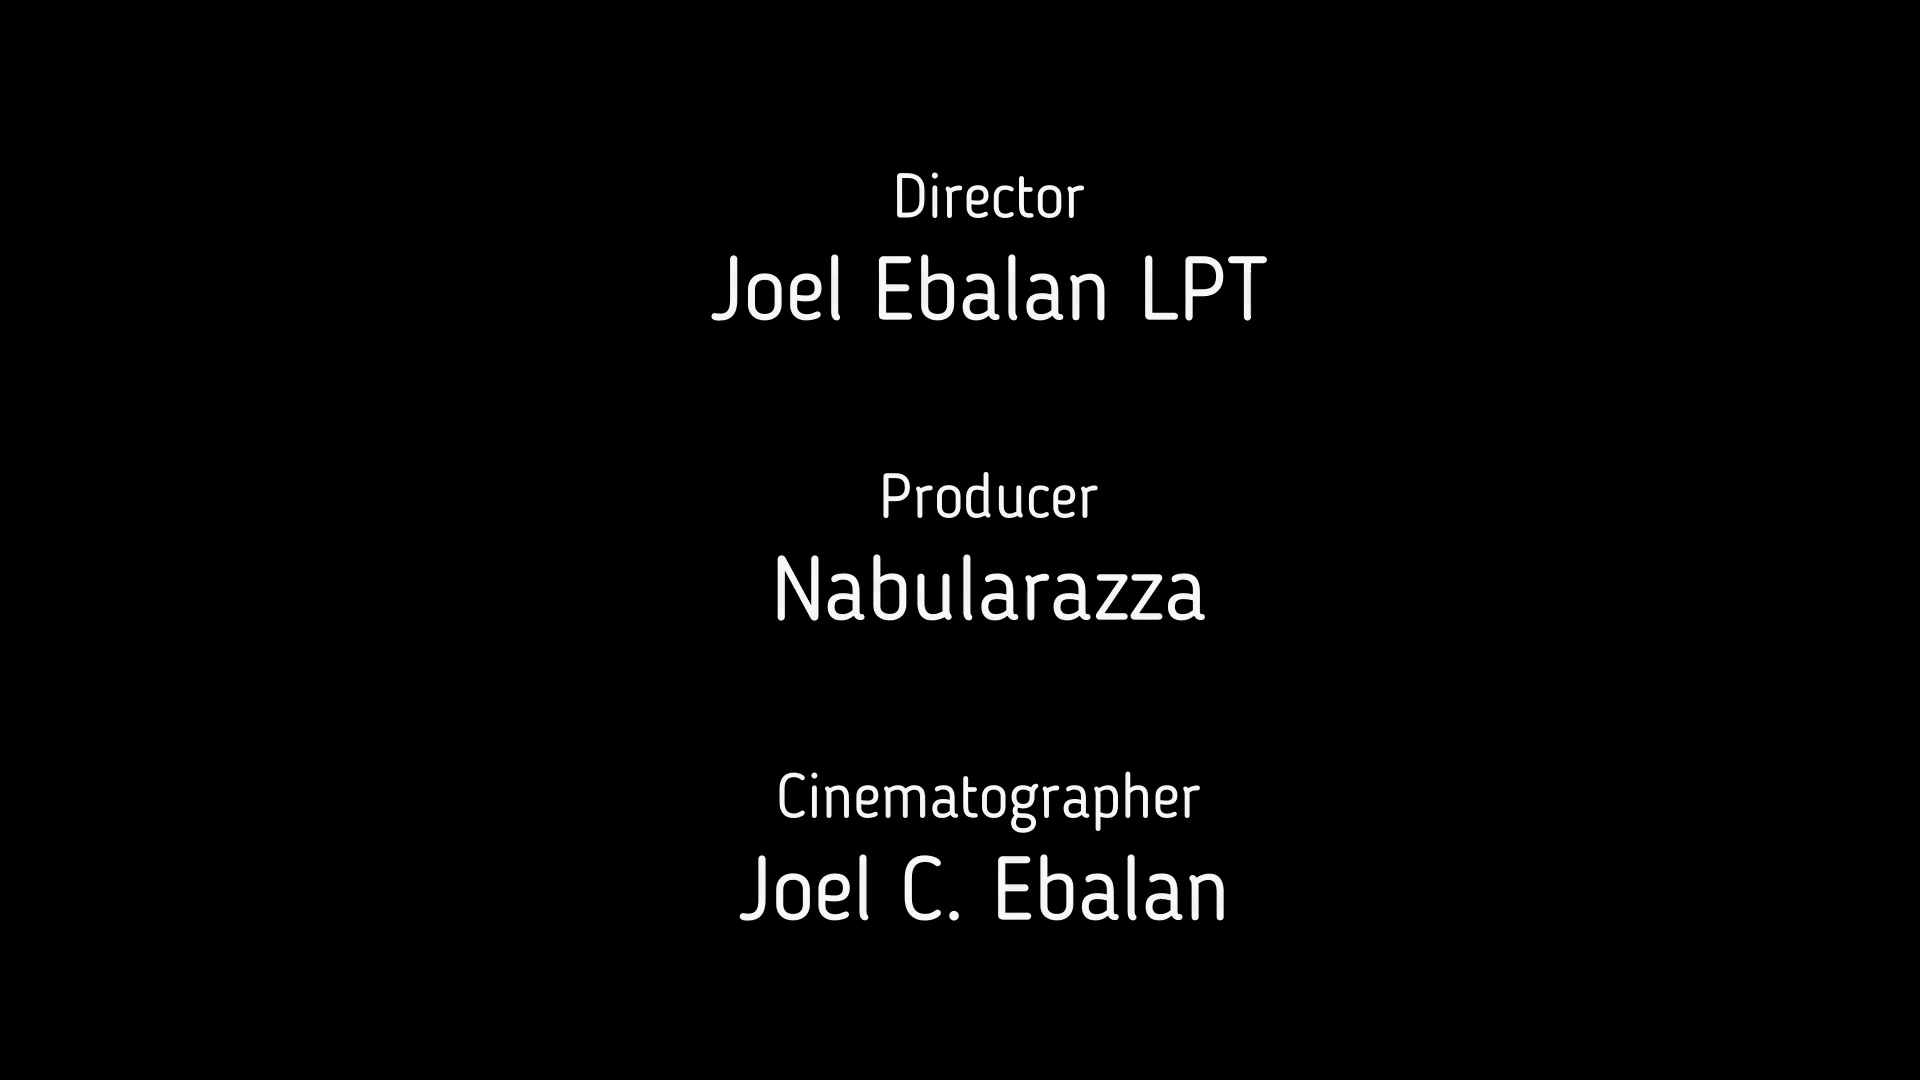 Director
Joel Ebalan LPT
Producer
Nabularazza
Cinematographer
Joel C. Ebalan